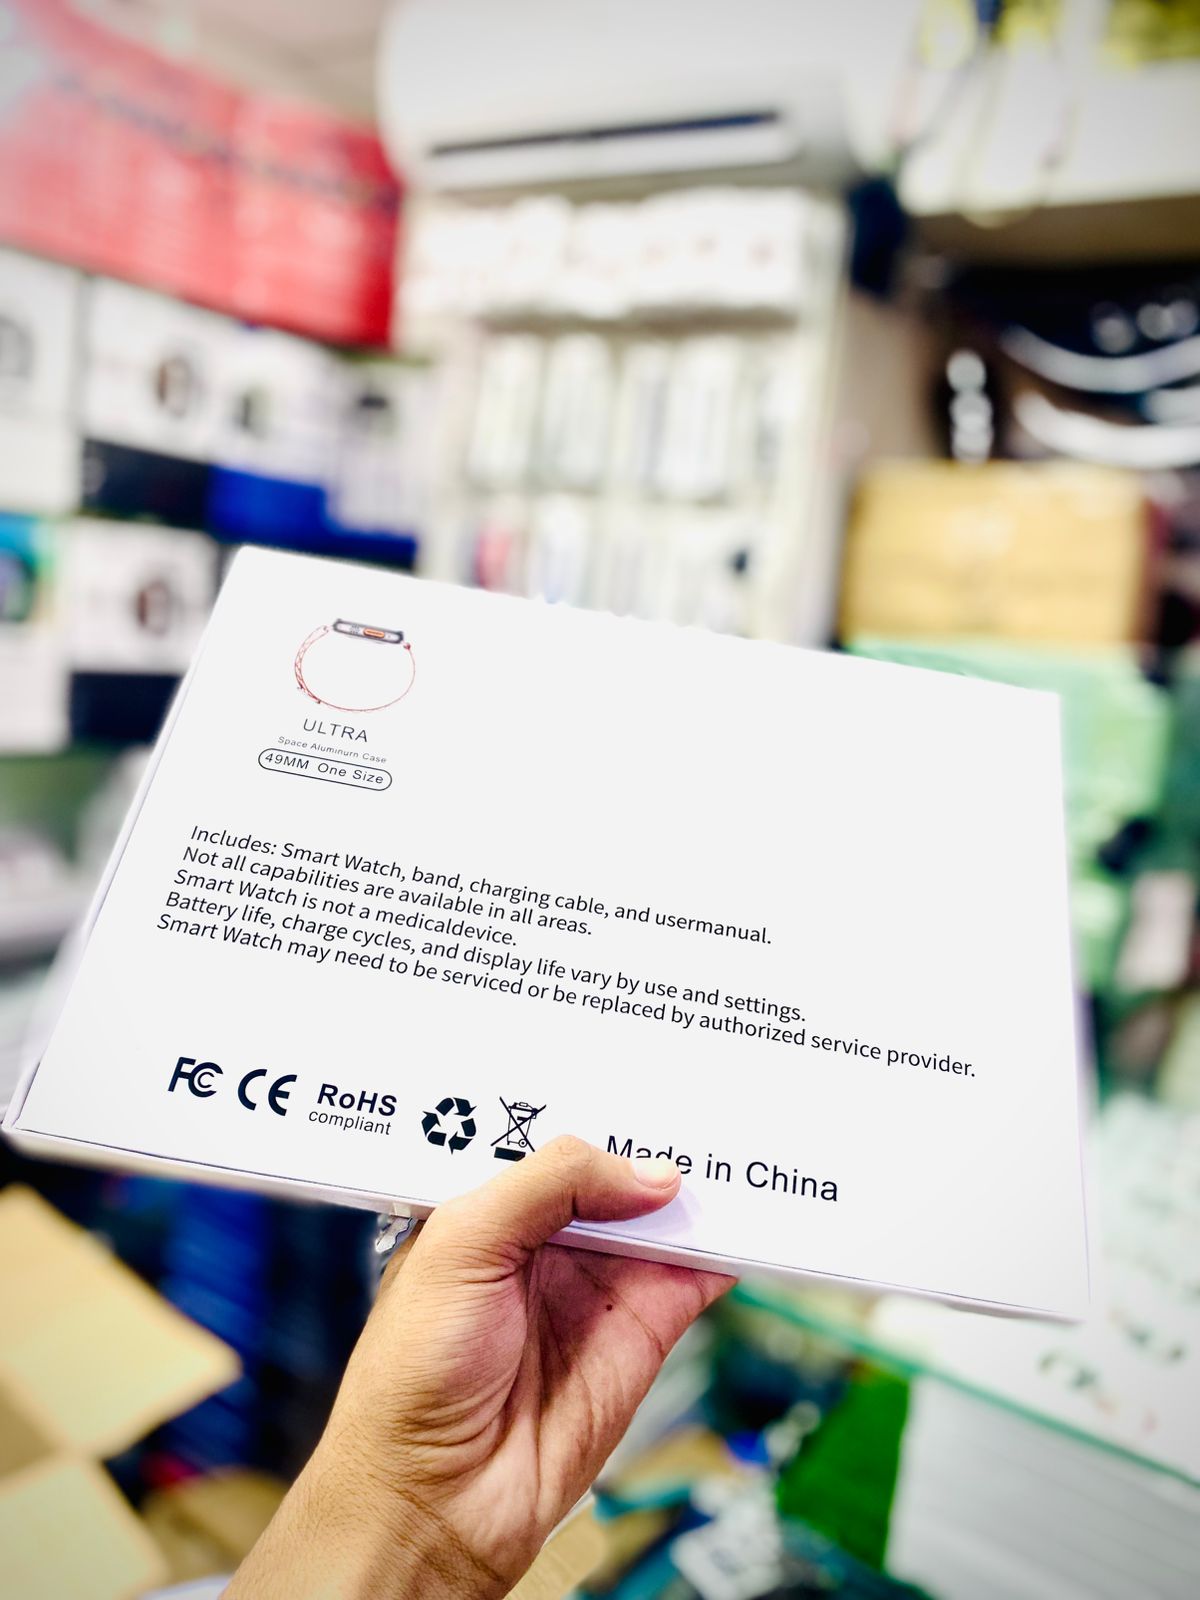 ULTRA
Space Aluminurn Case
49MM One Size
Includes: Smart Watch, band, charging cable, and usermanual.
Not all capabilities are available in all areas.
Smart Watch is not a medicaldevice.
Battery life, charge cycles, and display life vary by use and settings.
Smart Watch may need to be serviced or be replaced by authorized service provider.
FC CE RoHS
compliant
Made in China